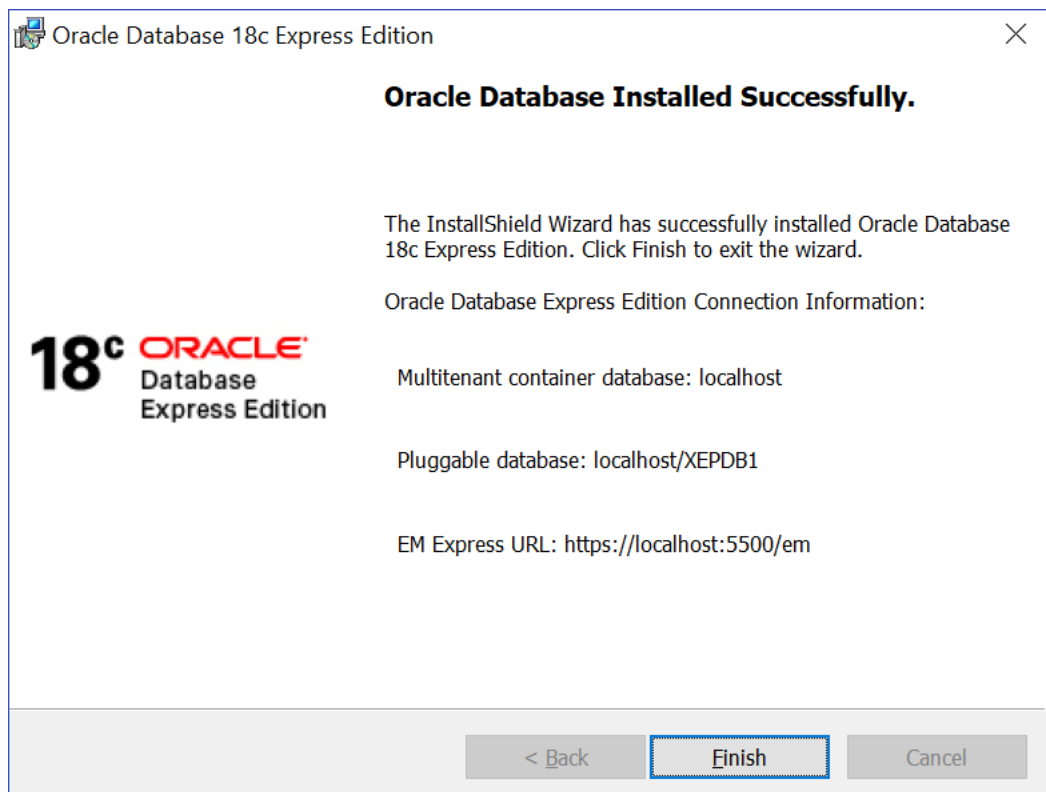 Oracle Database 18c Express Edition
Oracle Database Installed Successfully.
The InstallShield Wizard has successfully installed Oracle Database
18c Express Edition. Click Finish to exit the wizard.
Oracle Database Express Edition Connection Information:
18c ORACLE
Database
Express Edition
Multitenant container database: localhost
Pluggable database: localhost/XEPDB1
EM Express URL: https://localhost:5500/em
< Back
Finish
Cancel